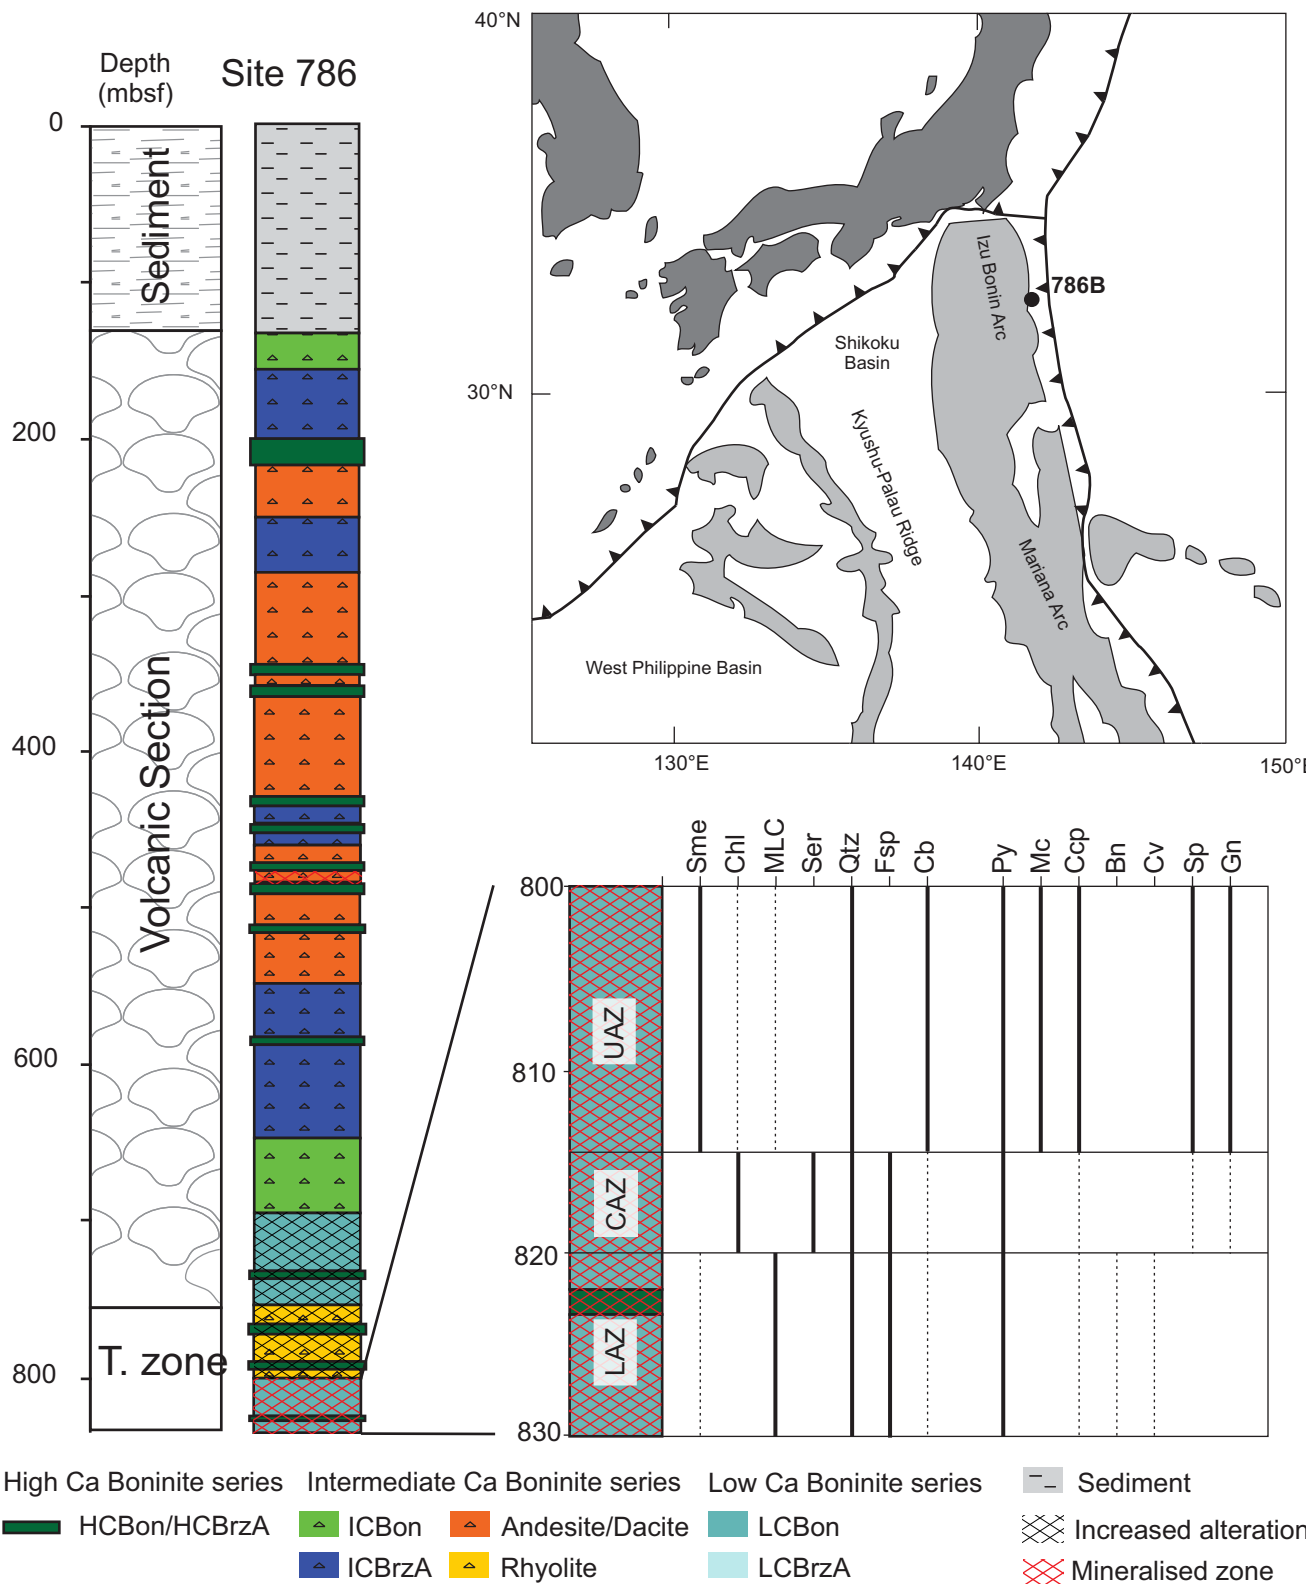 Depth
(mbsf)
Site 786
0
200
400
600
800
Sediment
Volcanic Section
T. zone
40°N
30°N
130°E
140°E
Izu Bonin Arc
786B
Shikoku
Basin
Kyushu-Palau Ridge
Mariana Arc
West Philippine Basin
Sme
Chl
MLC
Ser
Qtz
Fsp
Cb
Py
Mc
Ccp
Bn
Cv
Sp
Gn
800
810
820
830
UAZ
CAZ
LAZ
High Ca Boninite series
HCBon/HCBrzA
Intermediate Ca Boninite series
ICBon
Andesite/Dacite
ICBrzA
Rhyolite
Low Ca Boninite series
LCBon
LCBrzA
Sediment
Increased alteration
Mineralised zone